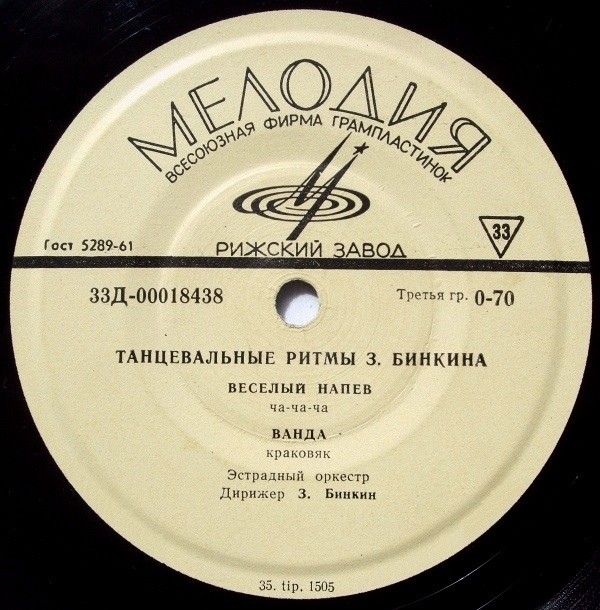 МЕЛОДИЯ
ВСЕСОЮЗНАЯ ФИРМА ГРАМПЛАСТИНОК
Гост 5289-61
РИЖСКИЙ ЗАВОД
33
33Д-00018438
Третья гр. 0-70
ТАНЦЕВАЛЬНЫЕ РИТМЫ З. БИНКИНА
ВЕСЕЛЫЙ НАПЕВ
ча-ча-ча
ВАНДА
краковяк
Эстрадный оркестр
Дирижер З. Бинкин
35. tip. 1505